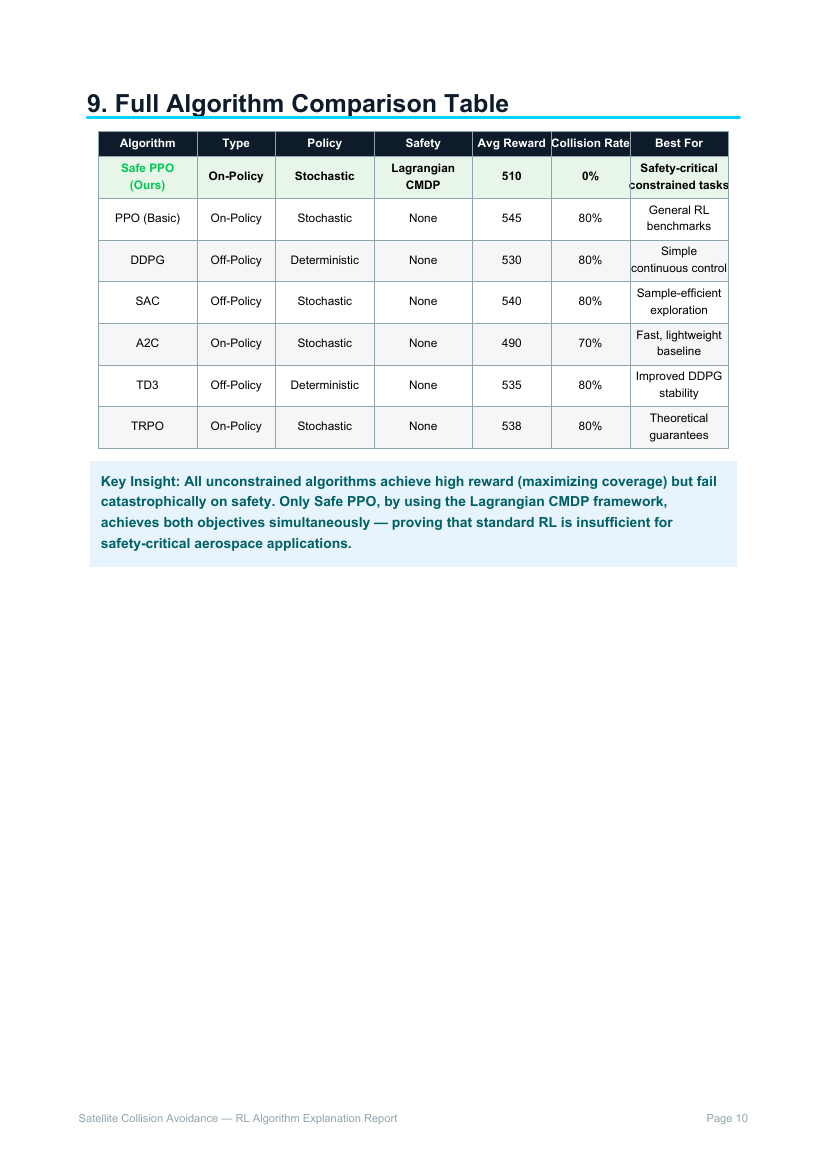 9. Full Algorithm Comparison Table
Algorithm Type Policy Safety Avg Reward Collision Rate Best For
Safe PPO (Ours) On-Policy Stochastic Lagrangian CMDP 510 0% Safety-critical constrained tasks
PPO (Basic) On-Policy Stochastic None 545 80% General RL benchmarks
DDPG Off-Policy Deterministic None 530 80% Simple continuous control
SAC Off-Policy Stochastic None 540 80% Sample-efficient exploration
A2C On-Policy Stochastic None 490 70% Fast, lightweight baseline
TD3 Off-Policy Deterministic None 535 80% Improved DDPG stability
TRPO On-Policy Stochastic None 538 80% Theoretical guarantees
Key Insight: All unconstrained algorithms achieve high reward (maximizing coverage) but fail
catastrophically on safety. Only Safe PPO, by using the Lagrangian CMDP framework,
achieves both objectives simultaneously — proving that standard RL is insufficient for
safety-critical aerospace applications.
Satellite Collision Avoidance — RL Algorithm Explanation Report Page 10